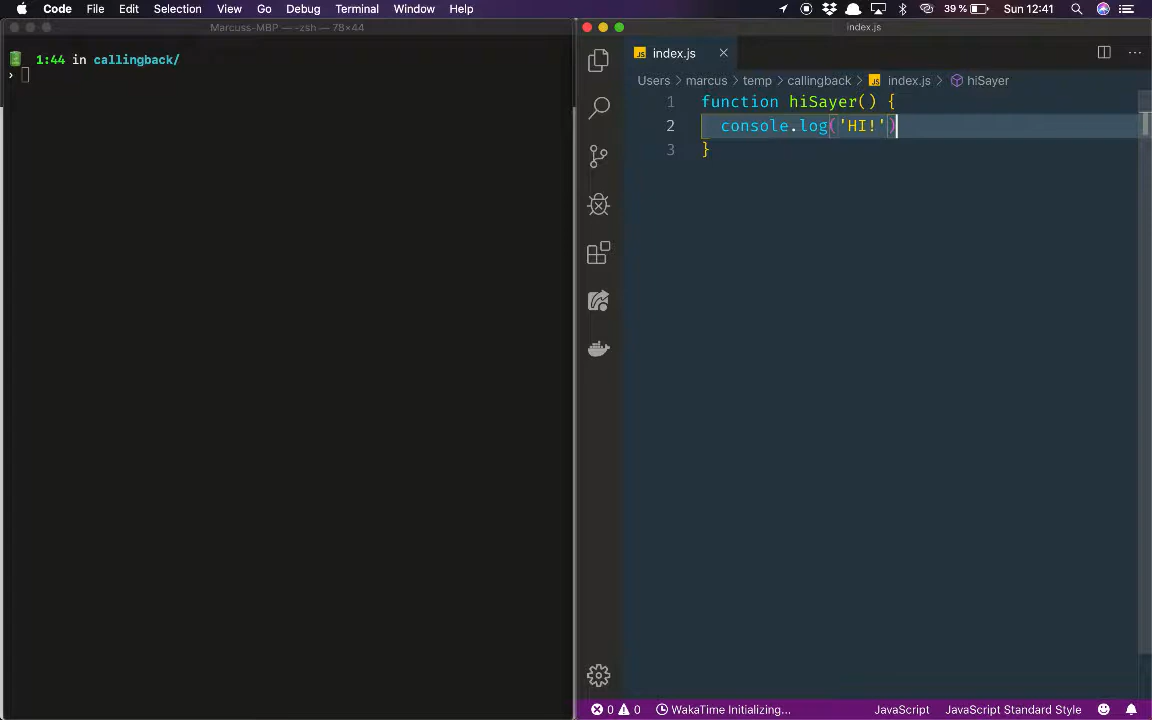 Code File Edit Selection View Go Debug Terminal Window Help 39 % Sun 12:41
Marcuss-MBP — -zsh — 78×44
1:44 in callingback/
›
index.js
index.js
Users > marcus > temp > callingback > JS index.js > hiSayer
1 function hiSayer() {
2 console.log('HI!')
3 }
0 0 WakaTime Initializing... JavaScript JavaScript Standard Style